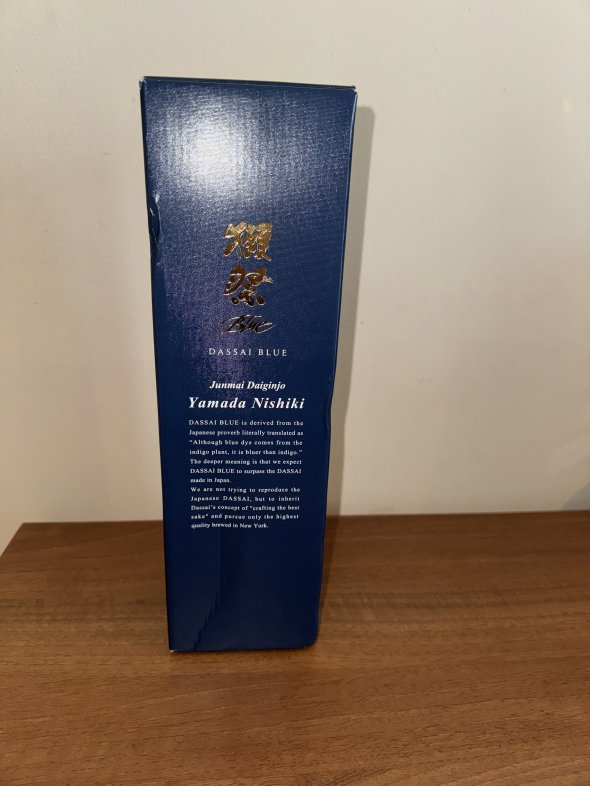 獺
祭
Blue
DASSAI BLUE
Junmai Daiginjo
Yamada Nishiki
DASSAI BLUE is derived from the
Japanese proverb literally translated as
"Although blue dye comes from the
indigo plant, it is bluer than indigo."
The deeper meaning is that we expect
DASSAI BLUE to surpass the DASSAI
made in Japan.
We are not trying to reproduce the
Japanese DASSAI, but to inherit
Dassai's concept of "crafting the best
sake" and pursue only the highest
quality brewed in New York.